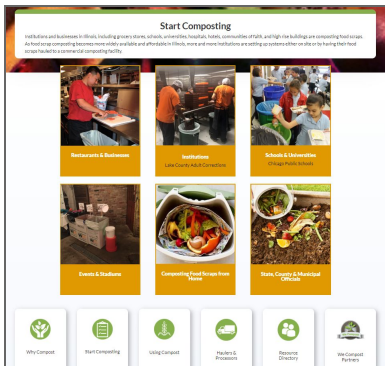 Start Composting
Institutions and businesses in Illinois, including grocery stores, schools, universities, hospitals, hotels, communities of faith, and high rise buildings are composting food scraps.
As food scrap composting becomes more widely available and affordable in Illinois, more and more institutions are setting up systems either on site or by having their food
scraps hauled to a commercial composting facility.
Restaurants & Businesses
Institutions
Lake County Adult Corrections
Schools & Universities
Chicago Public Schools
Events & Stadiums
Composting Food Scraps from
Home
State, County & Municipal
Officials
Why Compost
Start Composting
Using Compost
Haulers &
Processors
Resource
Directory
We Compost
Partners